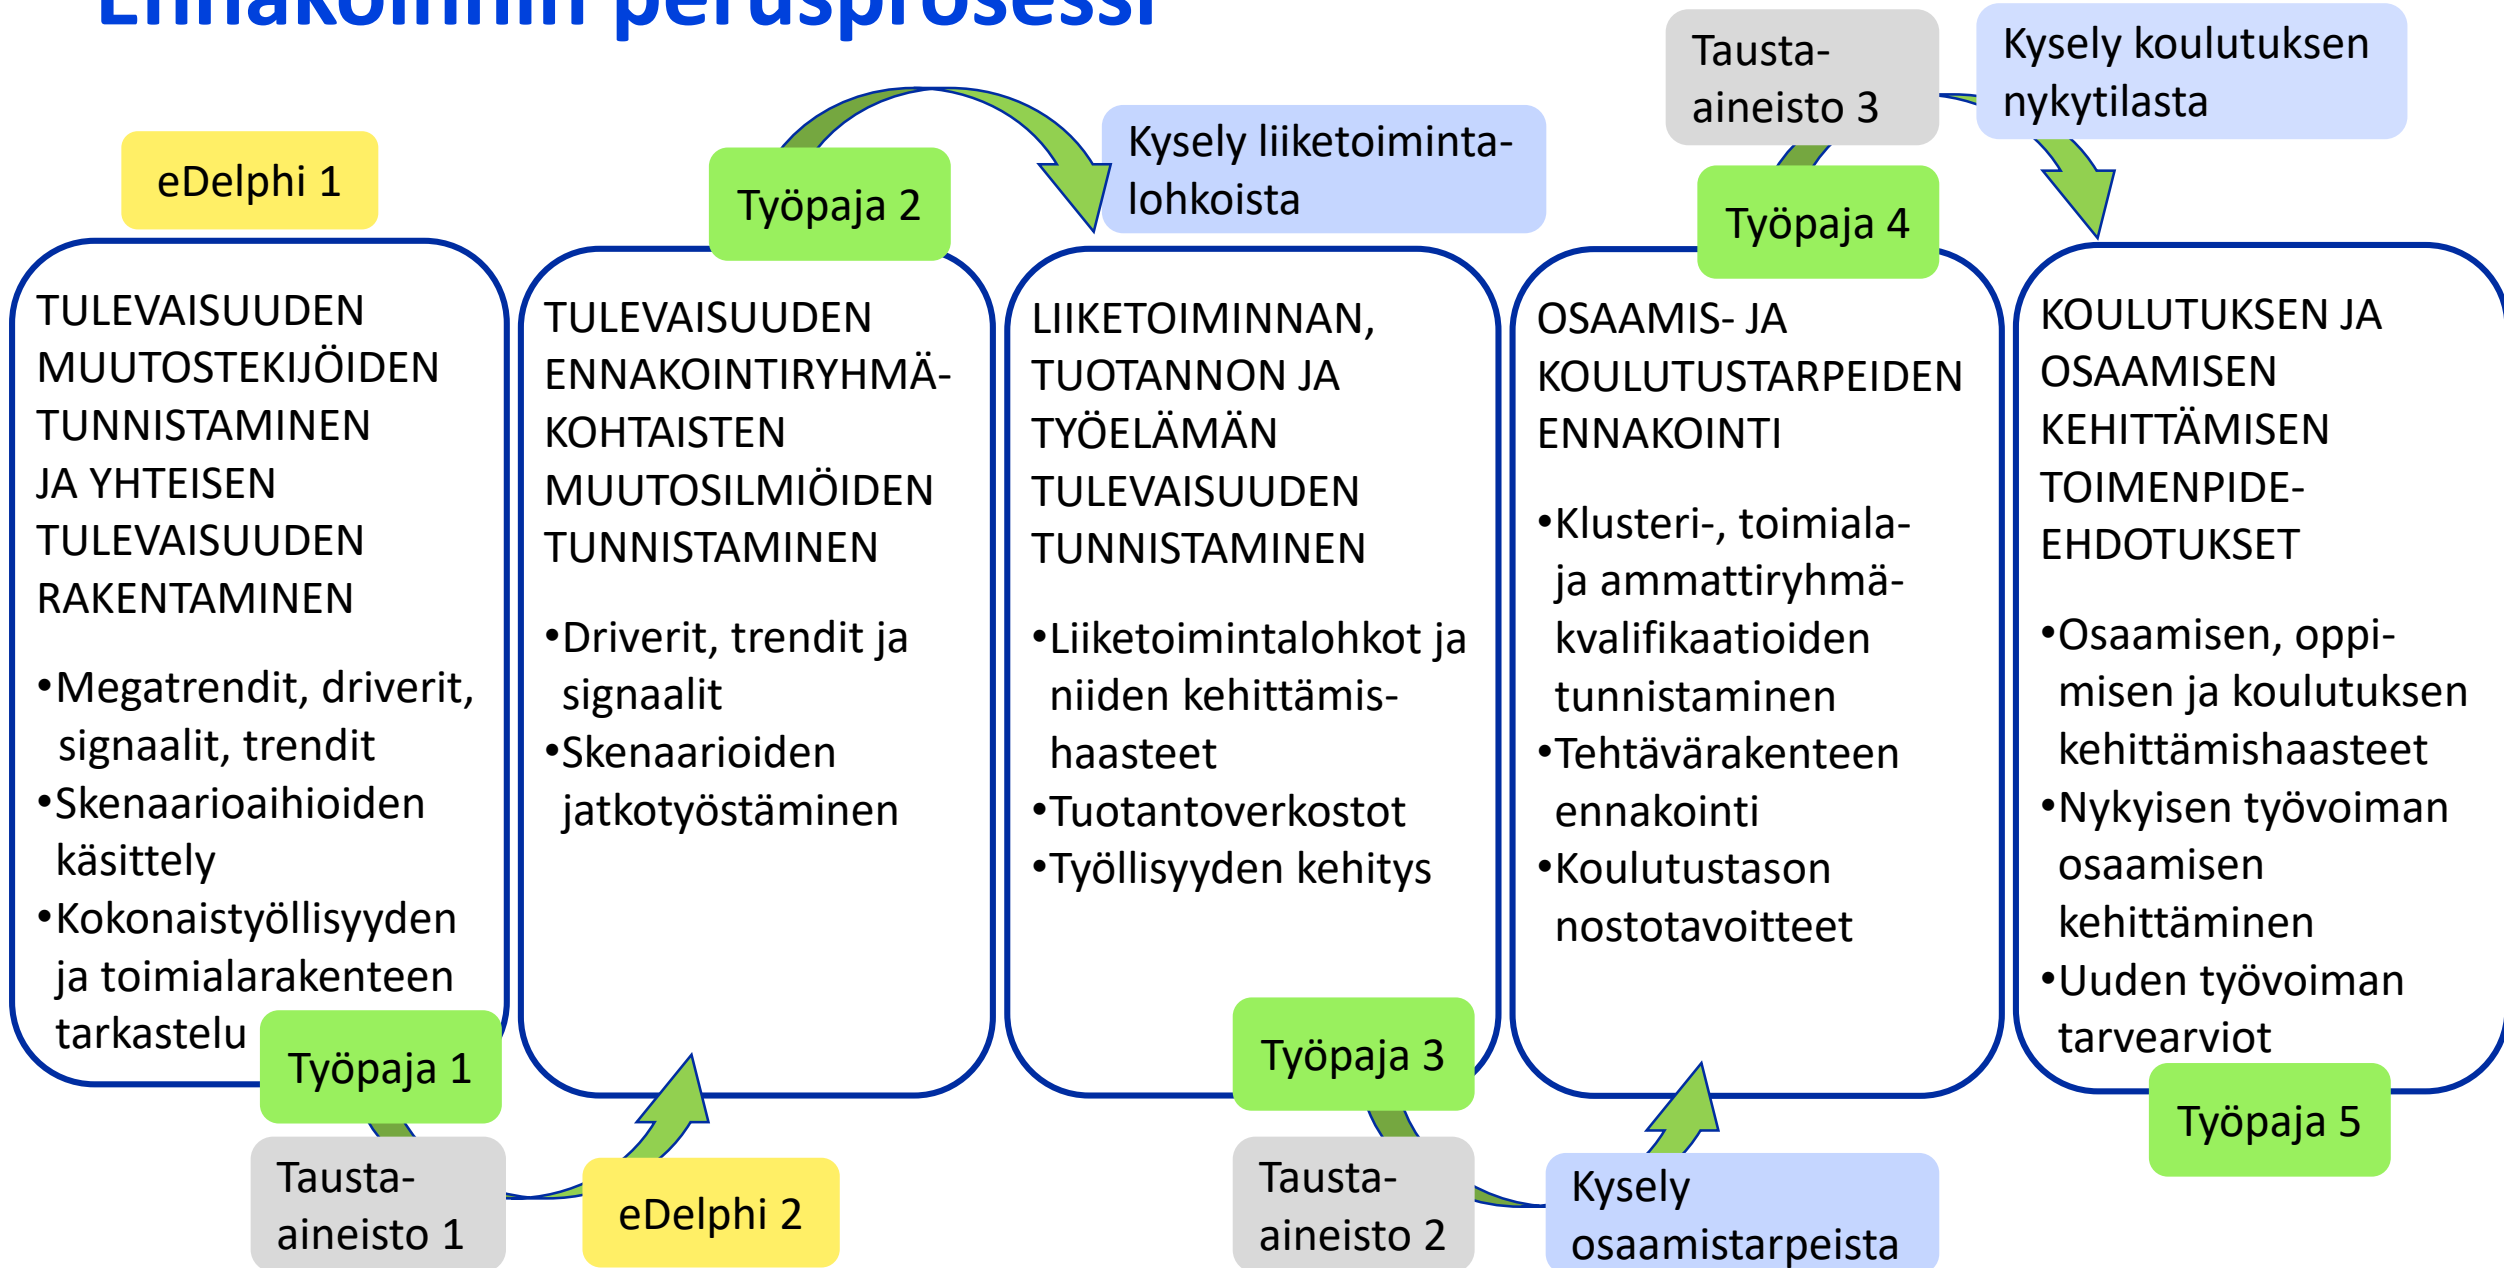 Ennakoinnin perusprosessi
eDelphi 1
TULEVAISUUDEN
MUUTOSTEKIJÖIDEN
TUNNISTAMINEN
JA YHTEISEN
TULEVAISUUDEN
RAKENTAMINEN
•Megatrendit, driverit,
signaalit, trendit
•Skenaarioaihioiden
käsittely
•Kokonaistyöllisyyden
ja toimialarakenteen
tarkastelu
Työpaja 1
Tausta-
aineisto 1
eDelphi 2
Työpaja 2
TULEVAISUUDEN
ENNAKOINTIRYHMÄ-
KOHTAISTEN
MUUTOSILMIÖIDEN
TUNNISTAMINEN
•Driverit, trendit ja
signaalit
•Skenaarioiden
jatkotyöstäminen
Kysely liiketoiminta-
lohkoista
LIIKETOIMINNAN,
TUOTANNON JA
TYÖELÄMÄN
TULEVAISUUDEN
TUNNISTAMINEN
•Liiketoimintalohkot ja
niiden kehittämis-
haasteet
•Tuotantoverkostot
•Työllisyyden kehitys
Työpaja 3
Tausta-
aineisto 2
Kysely
osaamistarpeista
Tausta-
aineisto 3
Työpaja 4
OSAAMIS- JA
KOULUTUSTARPEIDEN
ENNAKOINTI
•Klusteri-, toimiala-
ja ammattiryhmä-
kvalifikaatioiden
tunnistaminen
•Tehtävärakenteen
ennakointi
•Koulutustason
nostotavoitteet
Kysely koulutuksen
nykytilasta
KOULUTUKSEN JA
OSAAMISEN
KEHITTÄMISEN
TOIMENPIDE-
EHDOTUKSET
•Osaamisen, oppi-
misen ja koulutuksen
kehittämishaasteet
•Nykyisen työvoiman
osaamisen
kehittäminen
•Uuden työvoiman
tarvearviot
Työpaja 5